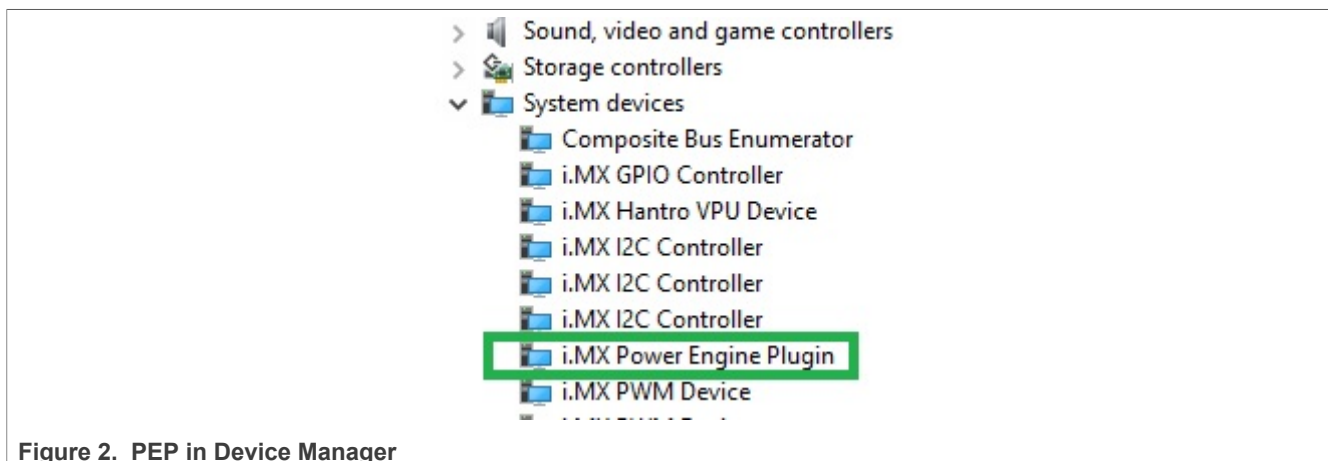 Sound, video and game controllers
Storage controllers
System devices
Composite Bus Enumerator
i.MX GPIO Controller
i.MX Hantro VPU Device
i.MX I2C Controller
i.MX I2C Controller
i.MX I2C Controller
i.MX Power Engine Plugin
i.MX PWM Device
Figure 2. PEP in Device Manager